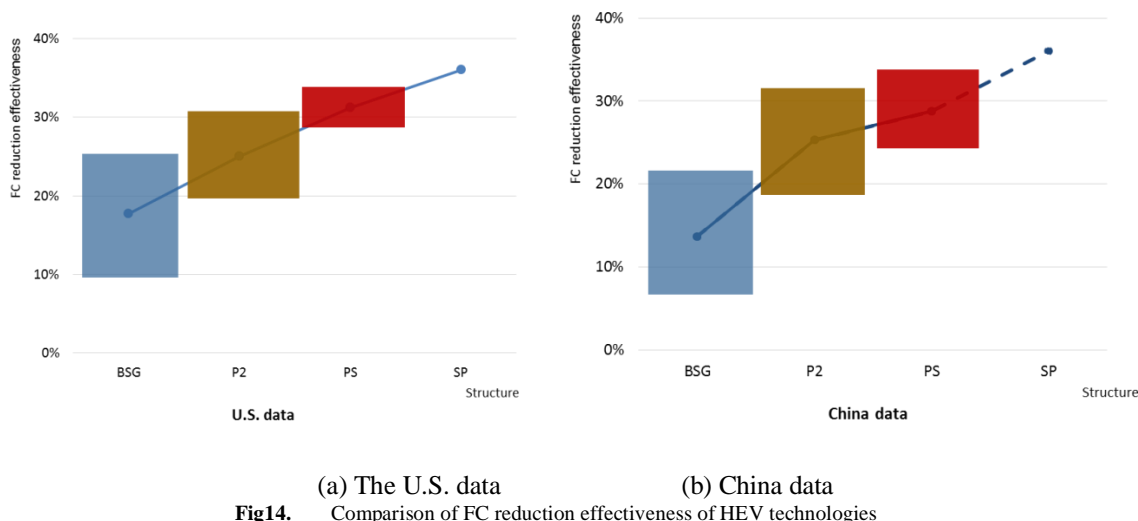 FC reduction effectiveness
40%
30%
20%
10%
0%
BSG
P2
PS
SP
Structure
U.S. data
FC reduction effectiveness
40%
30%
20%
10%
0%
BSG
P2
PS
SP
Structure
China data
(a) The U.S. data (b) China data
Fig14. Comparison of FC reduction effectiveness of HEV technologies